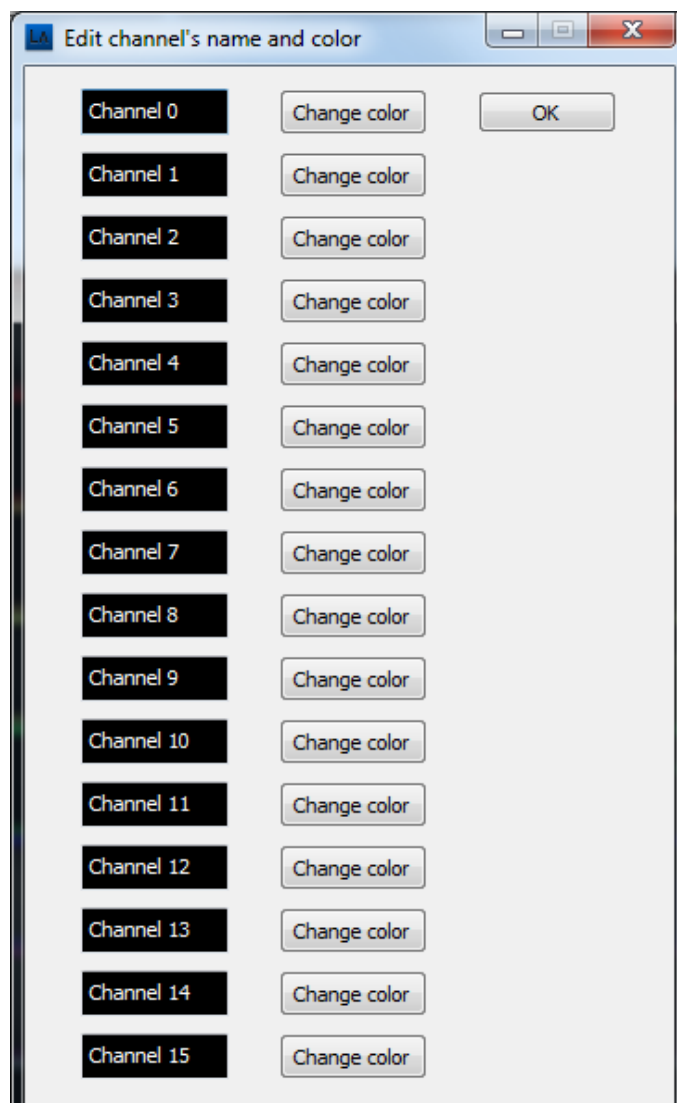 LA Edit channel's name and color
Channel 0 Change color OK
Channel 1 Change color
Channel 2 Change color
Channel 3 Change color
Channel 4 Change color
Channel 5 Change color
Channel 6 Change color
Channel 7 Change color
Channel 8 Change color
Channel 9 Change color
Channel 10 Change color
Channel 11 Change color
Channel 12 Change color
Channel 13 Change color
Channel 14 Change color
Channel 15 Change color